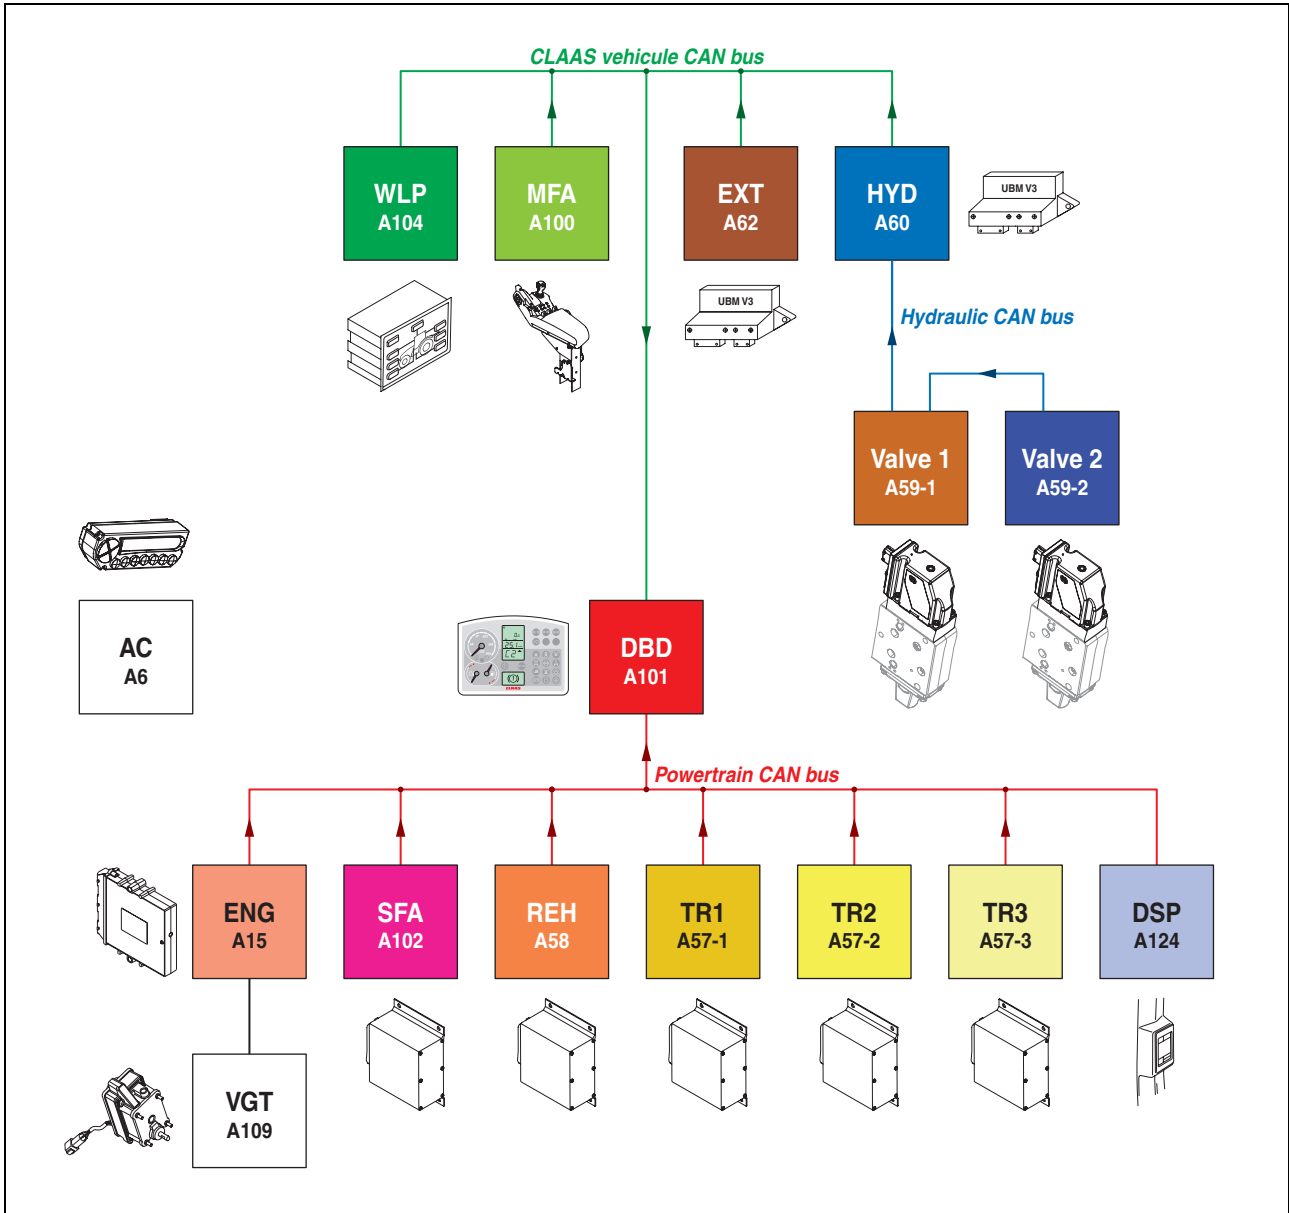 CLAAS vehicule CAN bus
WLP
A104
MFA
A100
EXT
A62
HYD
A60
UBM V3
UBM V3
Hydraulic CAN bus
Valve 1
A59-1
Valve 2
A59-2
AC
A6
DBD
A101
CLAAS
Powertrain CAN bus
ENG
A15
SFA
A102
REH
A58
TR1
A57-1
TR2
A57-2
TR3
A57-3
DSP
A124
VGT
A109